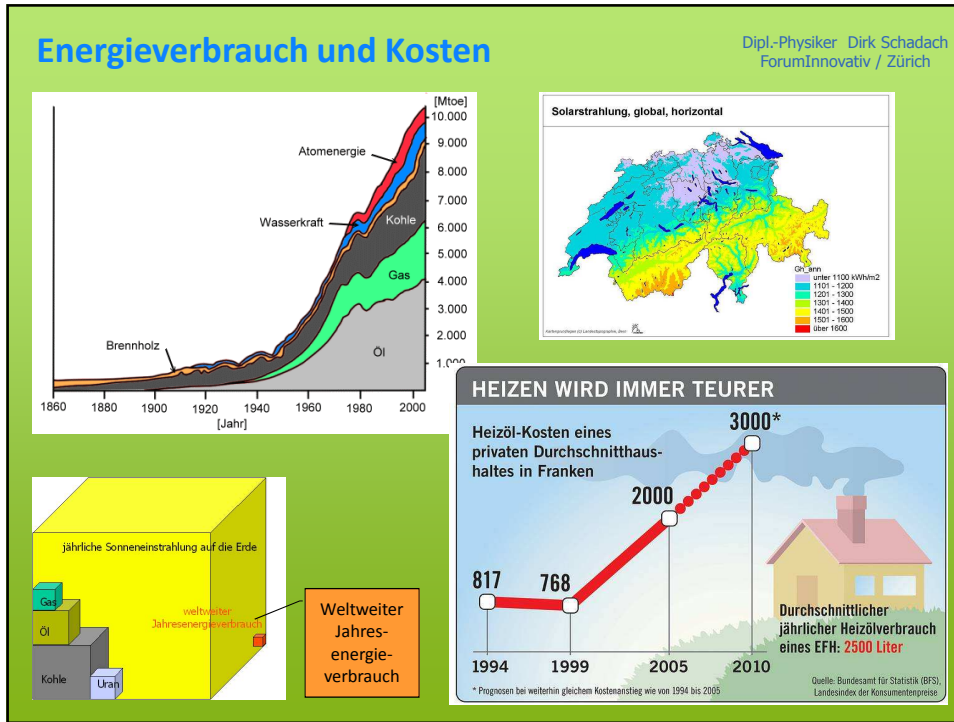 Energieverbrauch und Kosten
Dipl.-Physiker Dirk Schadach
ForumInnovativ / Zürich
[Mtoe]
10.000
9.000
8.000
7.000
6.000
5.000
4.000
3.000
2.000
1.000
Atomenergie
Wasserkraft
Kohle
Gas
Brennholz
Öl
1860 1880 1900 1920 1940 1960 1980 2000
[Jahr]
Solarstrahlung, global, horizontal
Gh_ann
unter 1100 kWh/m2
1101 - 1200
1201 - 1300
1301 - 1400
1401 - 1500
1501 - 1600
über 1600
HEIZEN WIRD IMMER TEURER
Heizöl-Kosten eines
privaten Durchschnitthaus-
haltes in Franken
3000*
2000
817
768
1994 1999 2005 2010
Durchschnittlicher
jährlicher Heizölverbrauch
eines EFH: 2500 Liter
* Prognosen bei weiterhin gleichem Kostenanstieg wie von 1994 bis 2005
Quelle: Bundesamt für Statistik (BFS),
Landesindex der Konsumentenpreise
jährliche Sonneneinstrahlung auf die Erde
Gas
Öl
Kohle
Uran
weltweiter
Jahresenergieverbrauch
Weltweiter
Jahres-
energie-
verbrauch